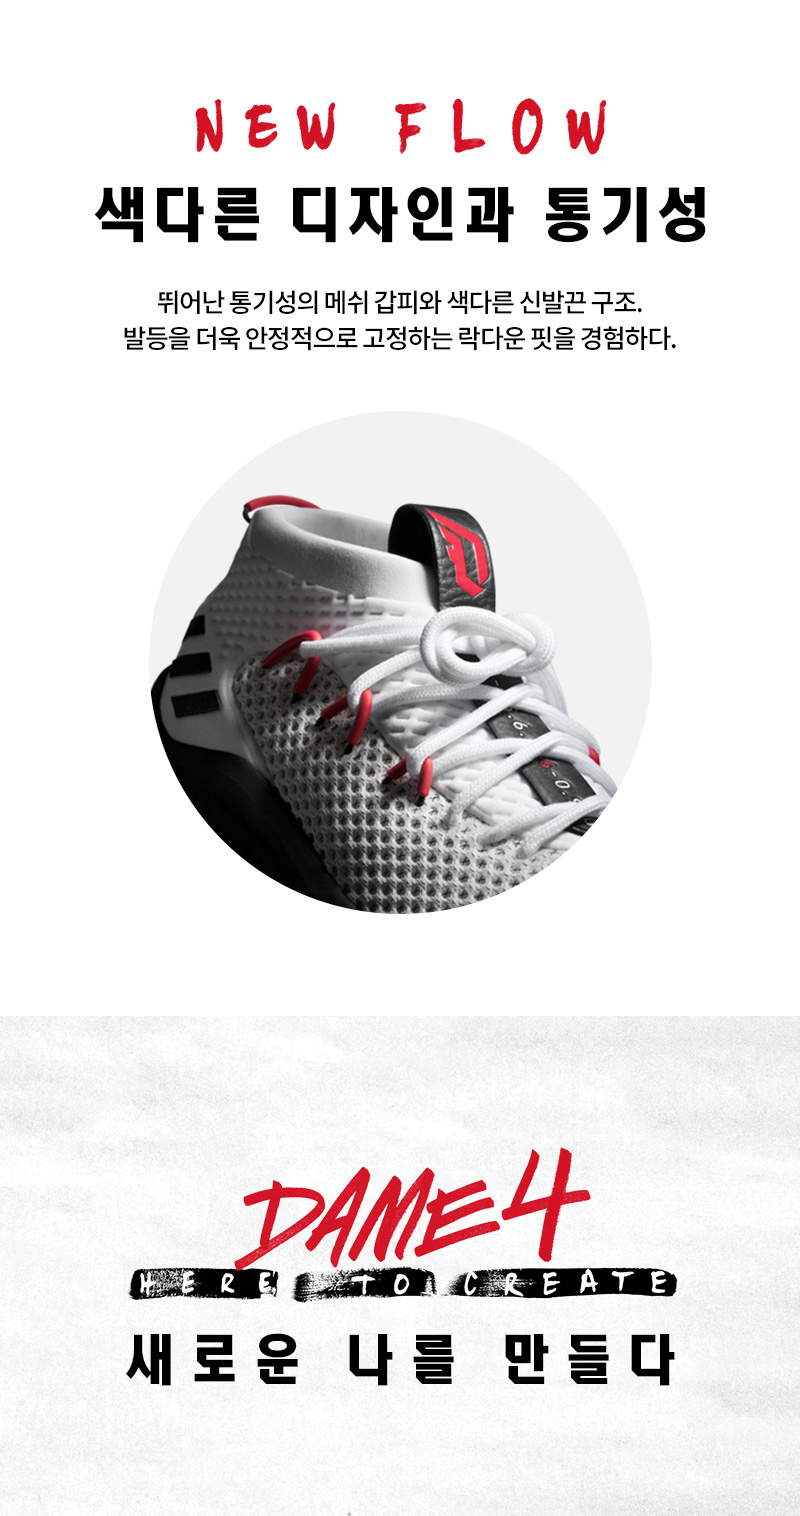 NEW FLOW
색다른 디자인과 통기성
뛰어난 통기성의 메쉬 갑피와 색다른 신발끈 구조.
발등을 더욱 안정적으로 고정하는 락다운 핏을 경험하다.
DAME 4
HERE TO CREATE
새로운 나를 만들다